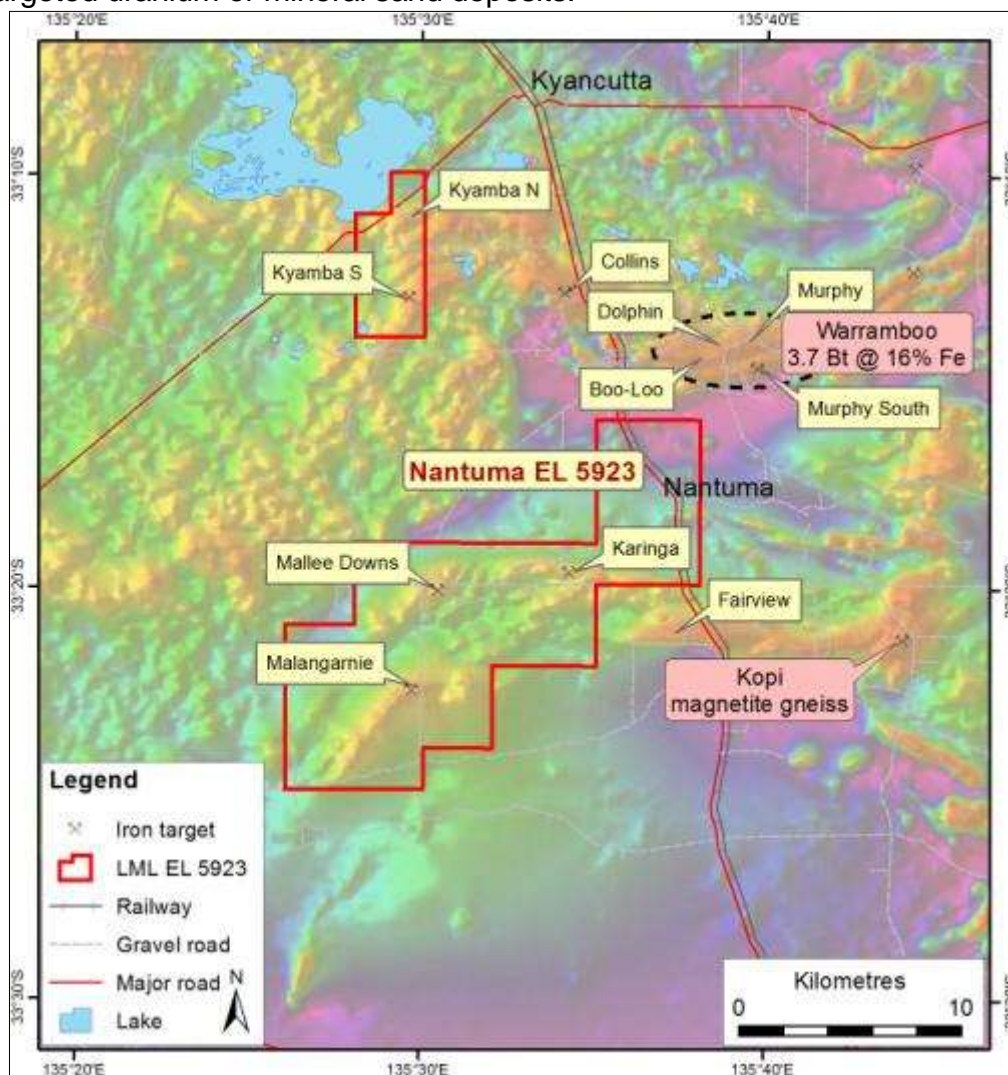 argeted uranium or mineral sand deposits.
135°20'E
135°30'E
135°40'E
Kyancutta
33°10'S
Kyamba N
Kyamba S
Collins
Dolphin
Murphy
Warramboo
3.7 Bt @ 16% Fe
Boo-Loo
Murphy South
Nantuma EL 5923
Nantuma
Mallee Downs
Karinga
33°20'S
Fairview
Malangarnie
Kopi
magnetite gneiss
Legend
Iron target
LML EL 5923
Railway
Gravel road
Major road
N
Lake
Kilometres
0 10
33°30'S
135°20'E
135°30'E
135°40'E